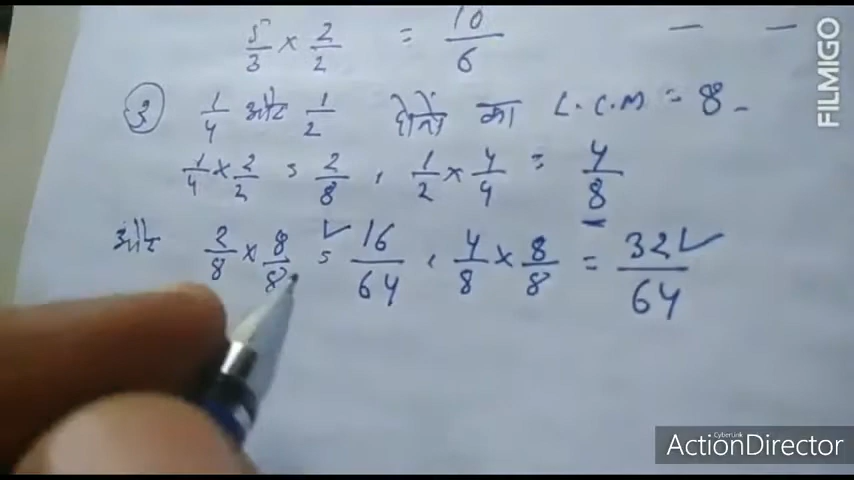 5/3 × 2/2 = 10/6 — —
3 1/4 और 1/2 दोनों का L.C.M = 8 -
1/4 × 2/2 = 2/8 , 1/2 × 4/4 = 4/8
और 2/8 × 8/8 = 16/64 , 4/8 × 8/8 = 32/64
FILMIGO
CyberLink
ActionDirector